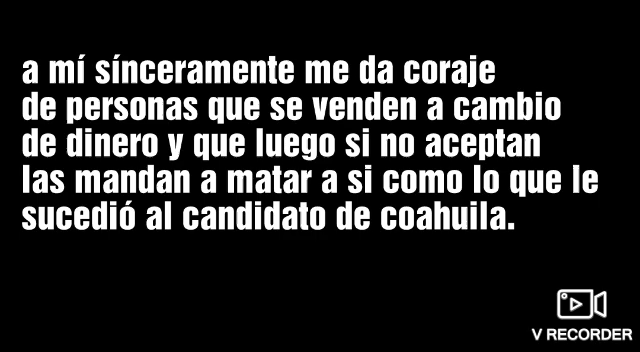 a mí sínceramente me da coraje
de personas que se venden a cambio
de dinero y que luego si no aceptan
las mandan a matar a si como lo que le
sucedió al candidato de coahuila.
V RECORDER